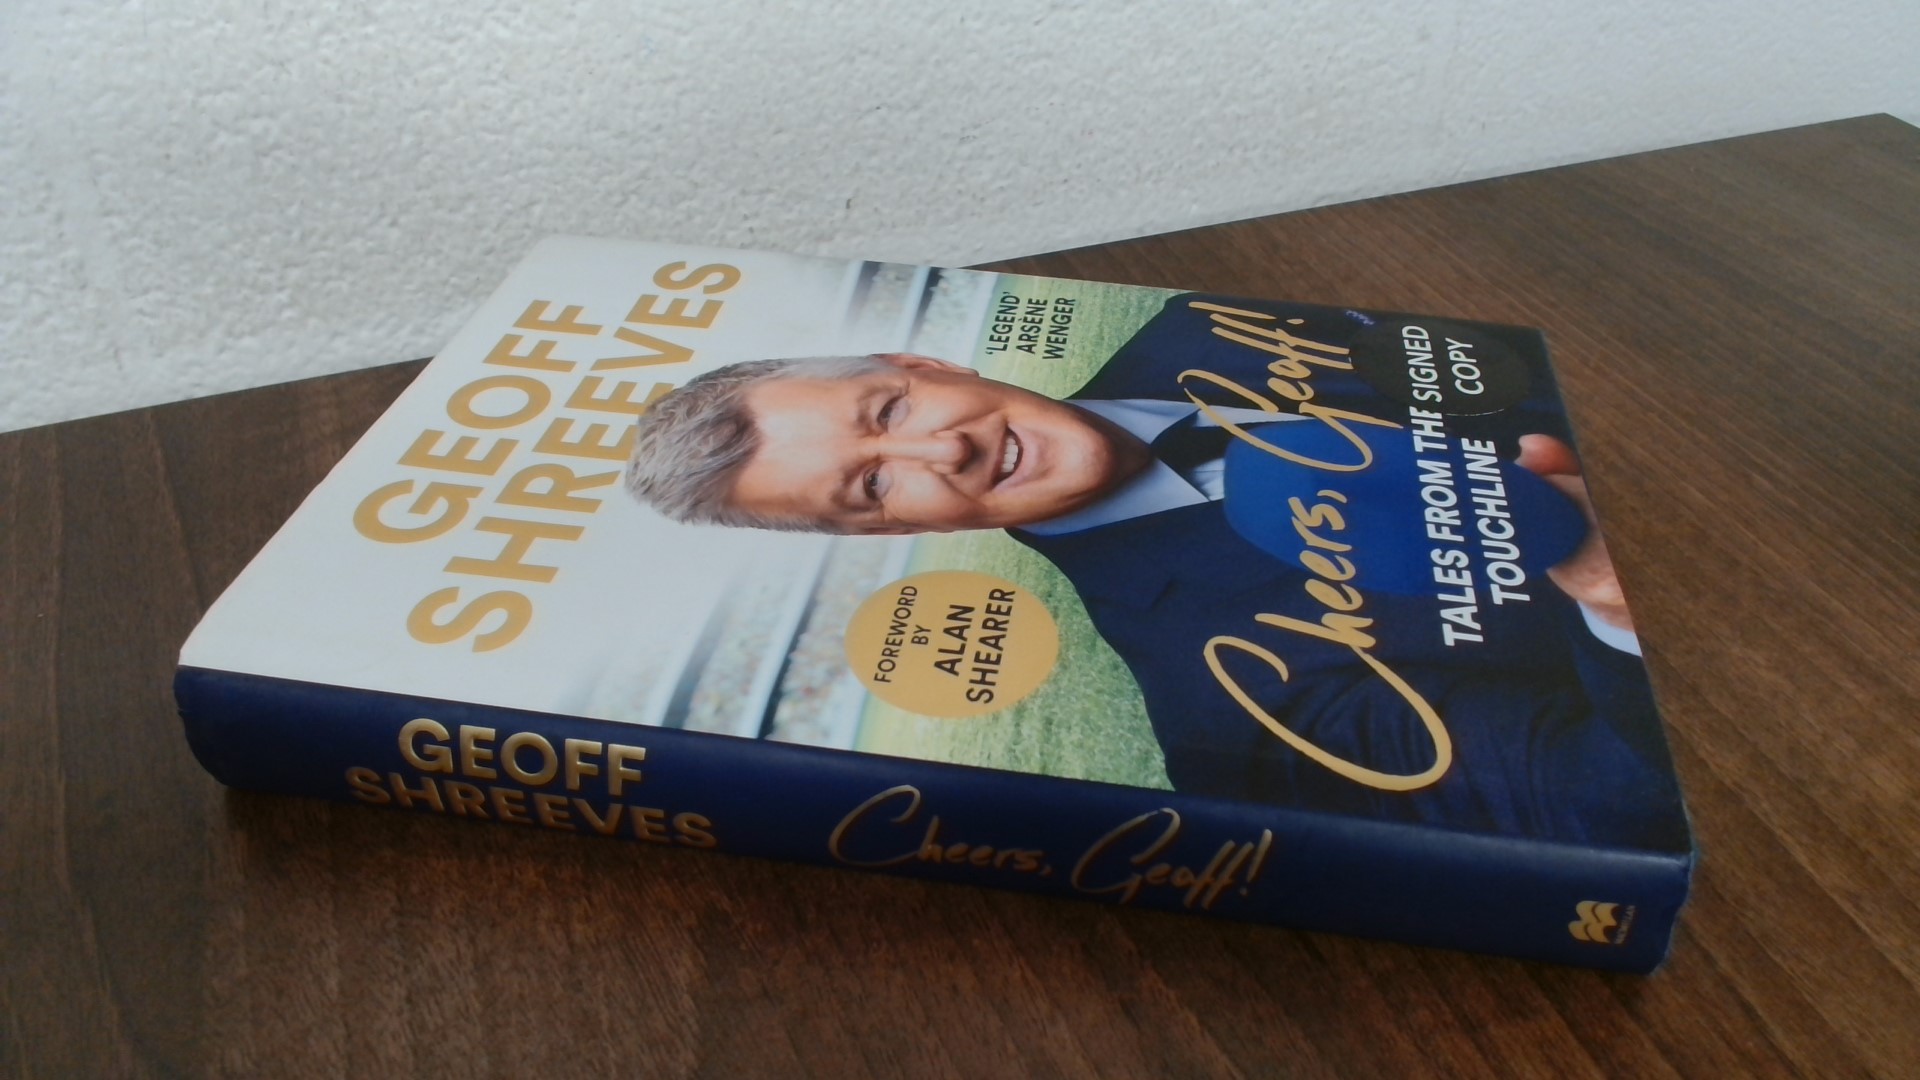 GEOFF
SHREEVES
'LEGEND'
ARSÈNE
WENGER
FOREWORD
BY
ALAN
SHEARER
Cheers, Geoff!
TALES FROM THE
TOUCHLINE
SIGNED
COPY
GEOFF
SHREEVES
Cheers, Geoff!
MACMILLAN